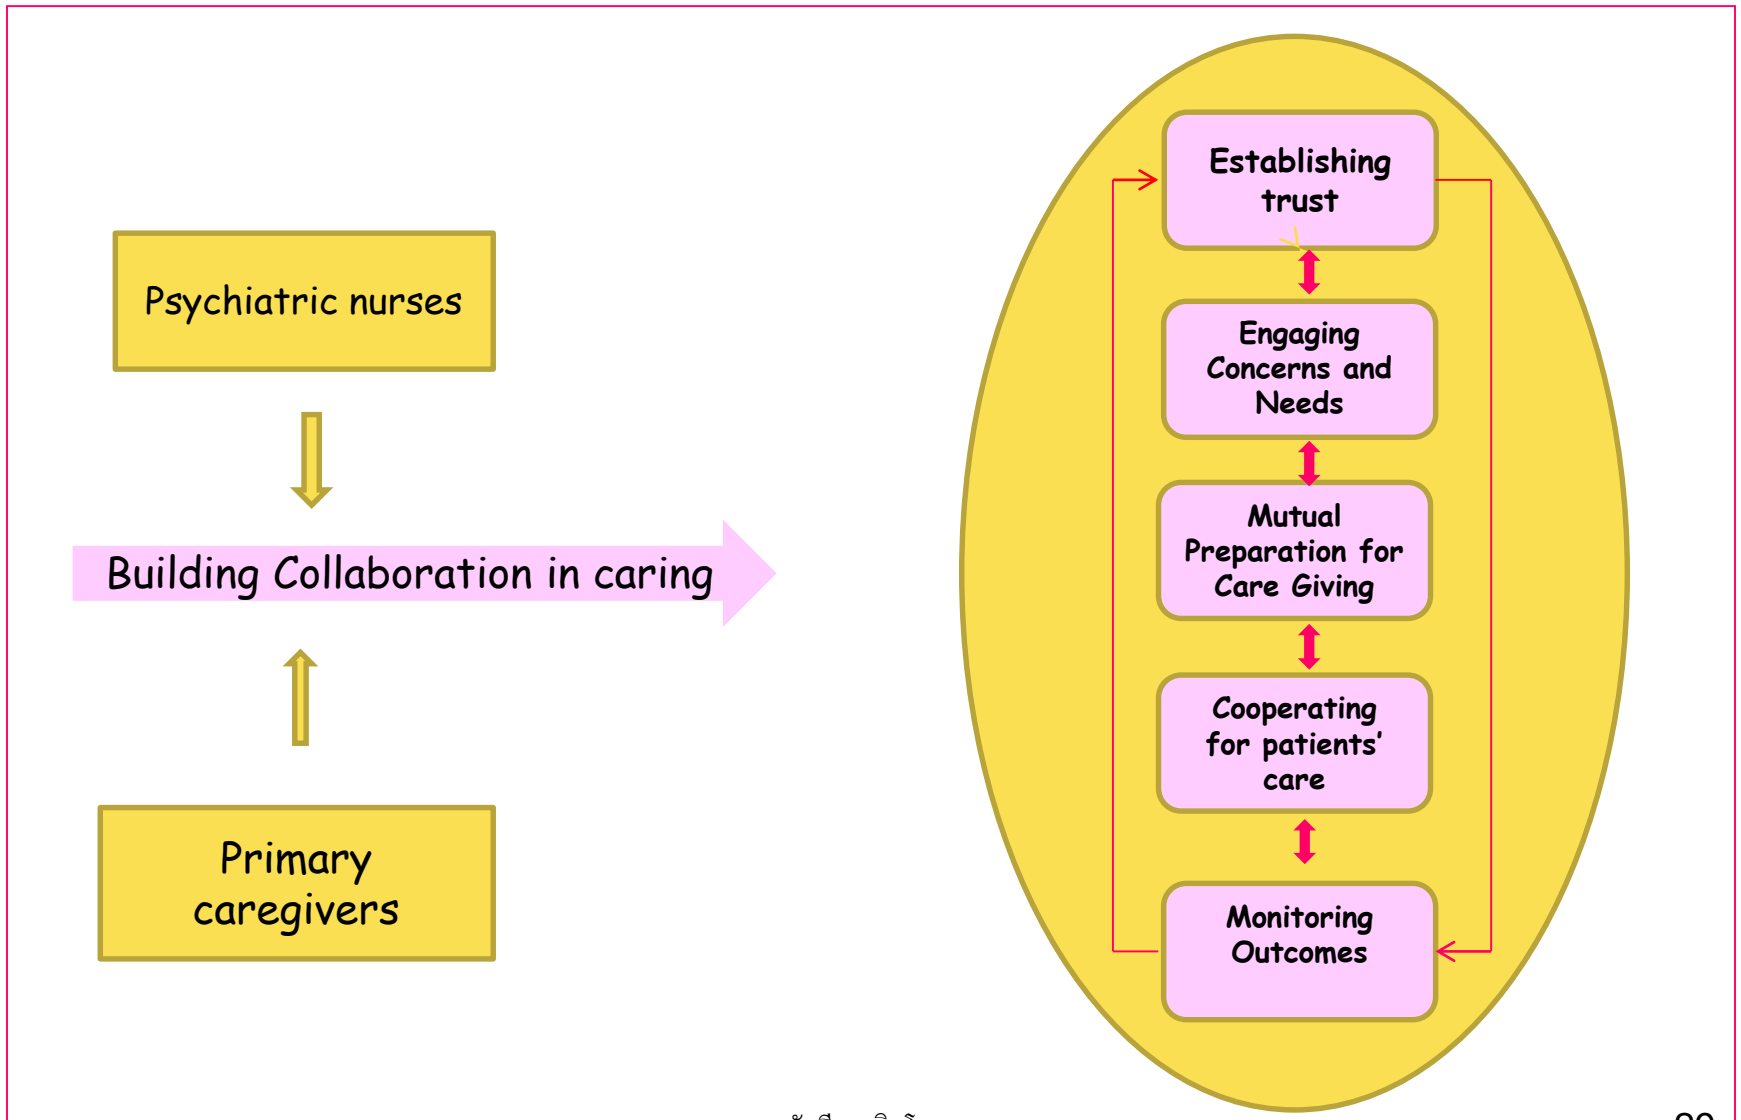 Psychiatric nurses
Building Collaboration in caring
Primary
caregivers
Establishing
trust
Engaging
Concerns and
Needs
Mutual
Preparation for
Care Giving
Cooperating
for patients’
care
Monitoring
Outcomes